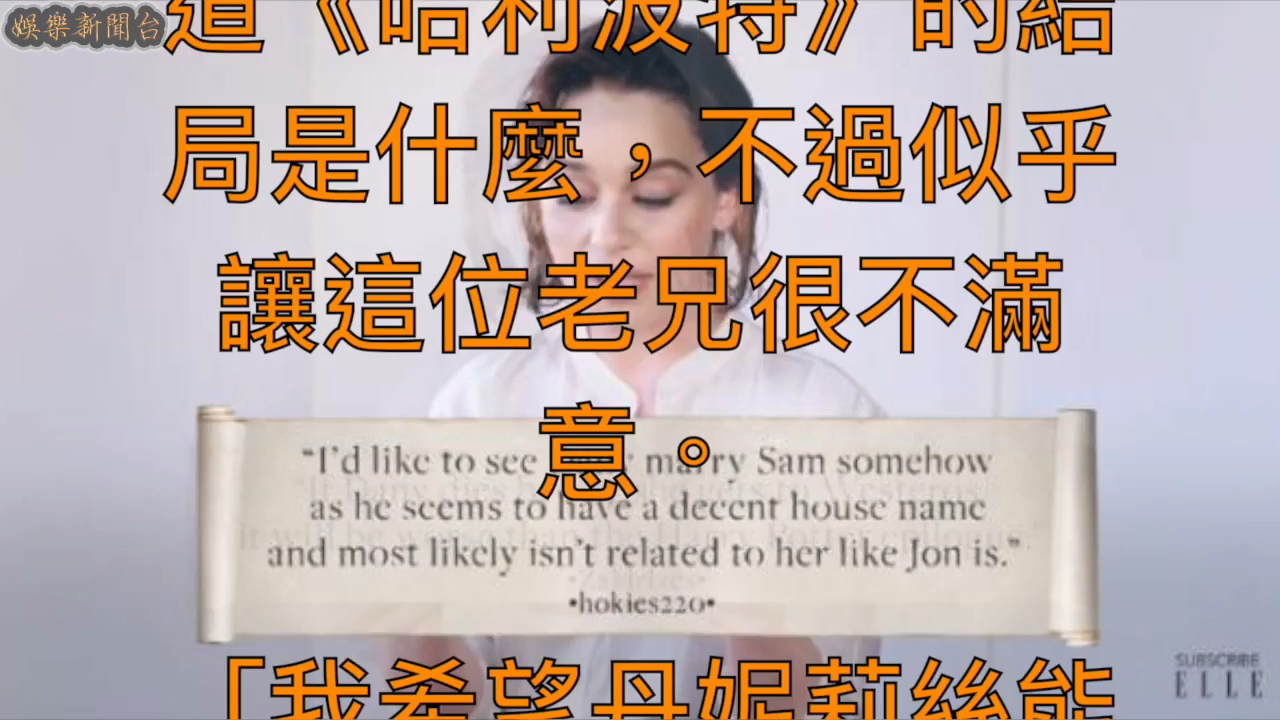 娛樂新聞台
道《哈利波特》的結
局是什麼，不過似乎
讓這位老兄很不滿
意。
"I'd like to see marry Sam somehow
as he seems to have a decent house name
and most likely isn't related to her like Jon is."
•hokies220•
「我希望丹妮莉絲能
SUBSCRIBE
ELLE